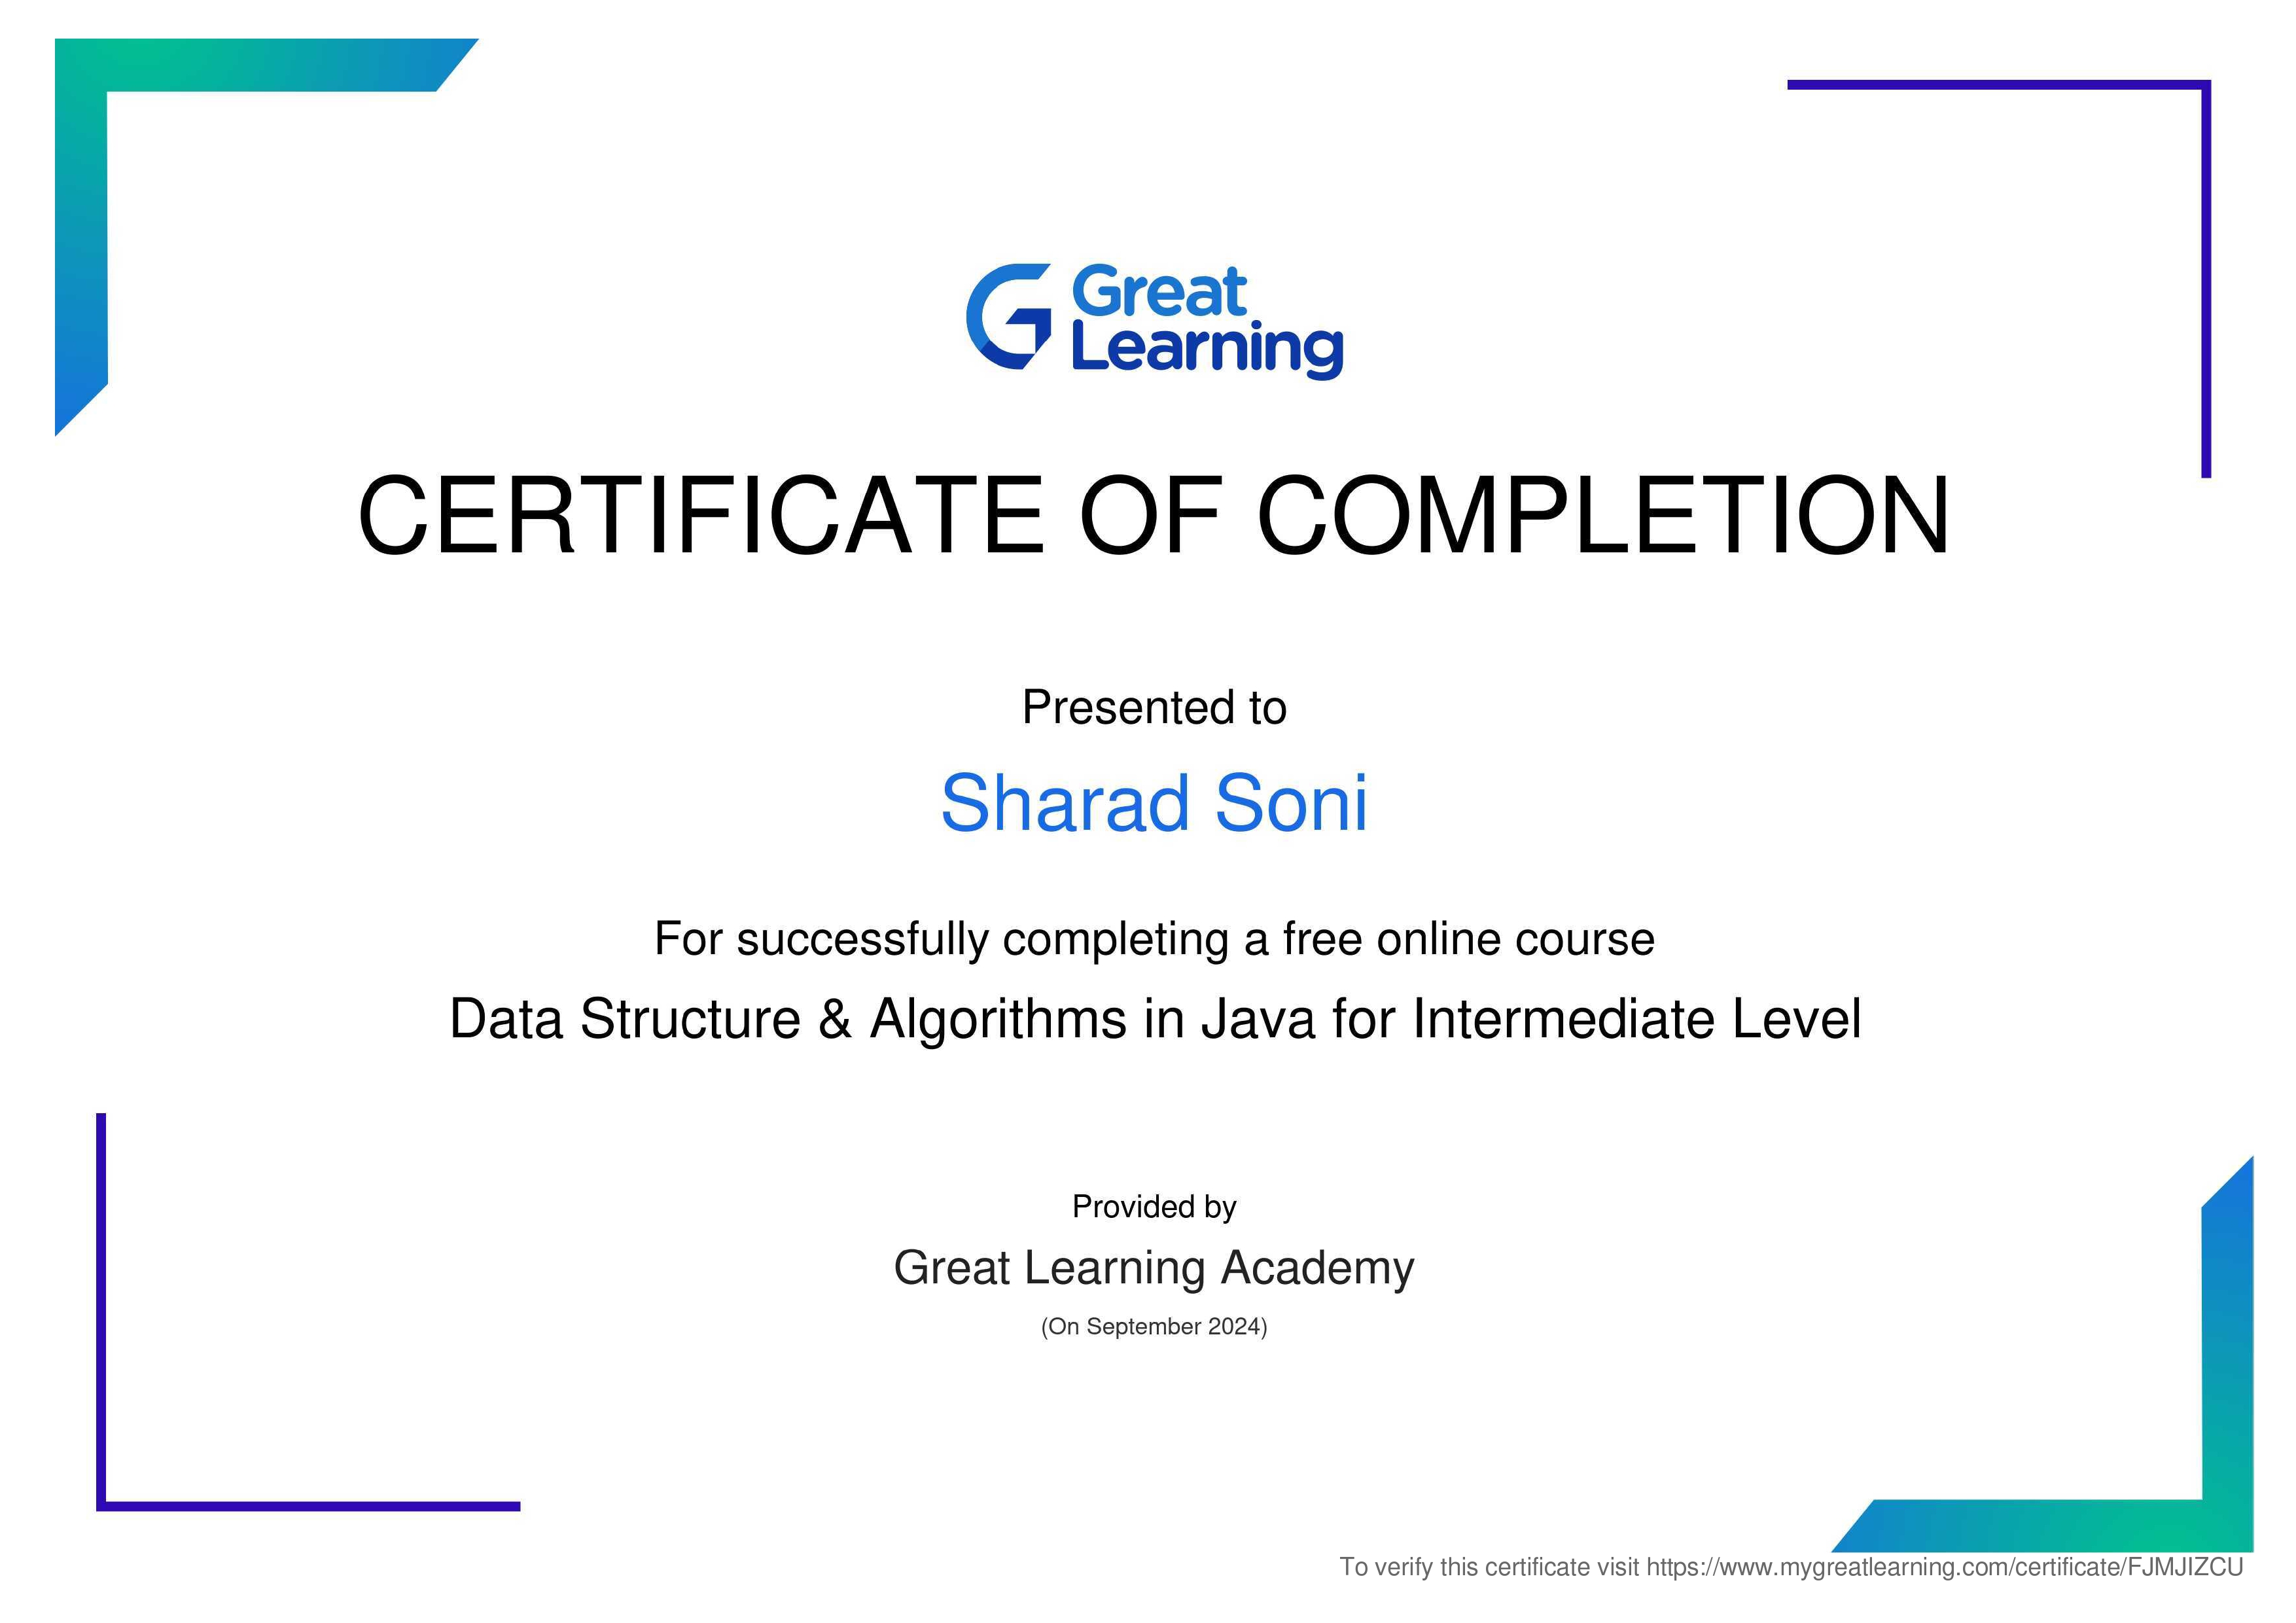 Great
Learning
CERTIFICATE OF COMPLETION
Presented to
Sharad Soni
For successfully completing a free online course
Data Structure & Algorithms in Java for Intermediate Level
Provided by
Great Learning Academy
(On September 2024)
To verify this certificate visit https://www.mygreatlearning.com/certificate/FJMJIZCU